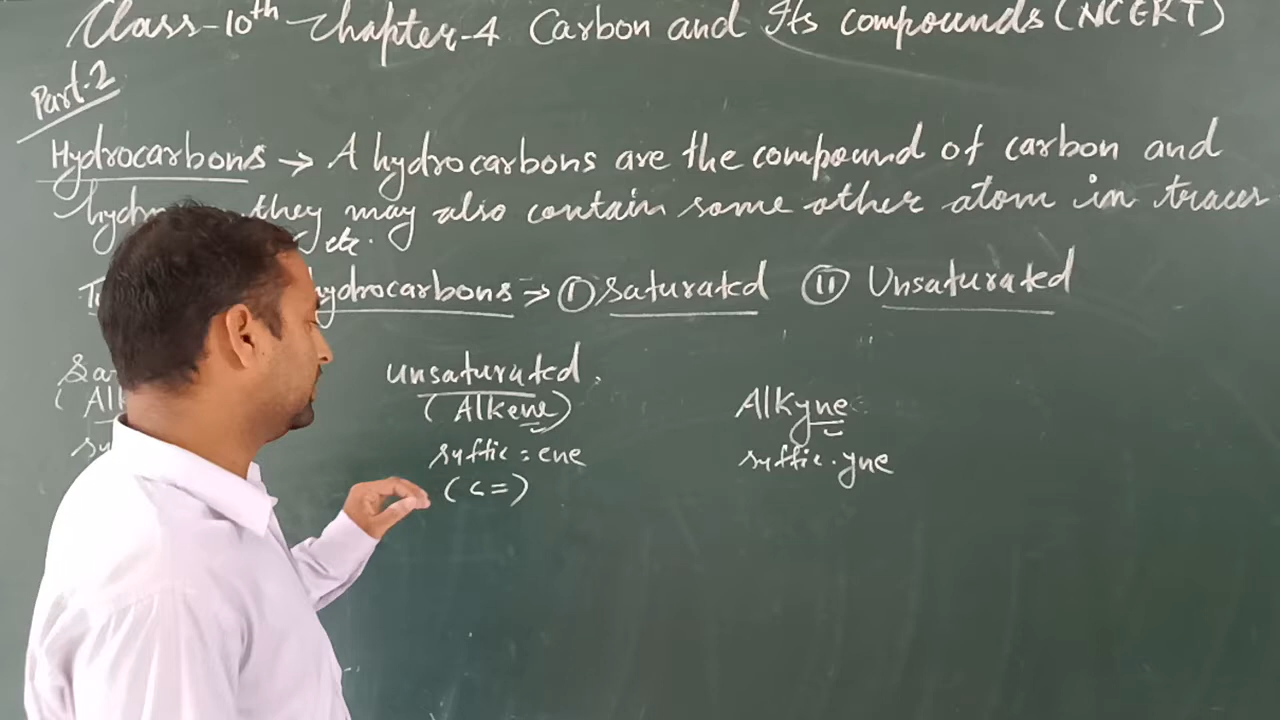 Class-10th Chapter-4 Carbon and Its compounds (NCERT)
Part-2
Hydrocarbons → A hydrocarbons are the compound of carbon and
they may also contain some other atom in traces
etc.
hydrocarbons → (I) Saturated (II) Unsaturated
unsaturated
(Alkene) Alkyne
suffic = ene suffic . yne
(C=)